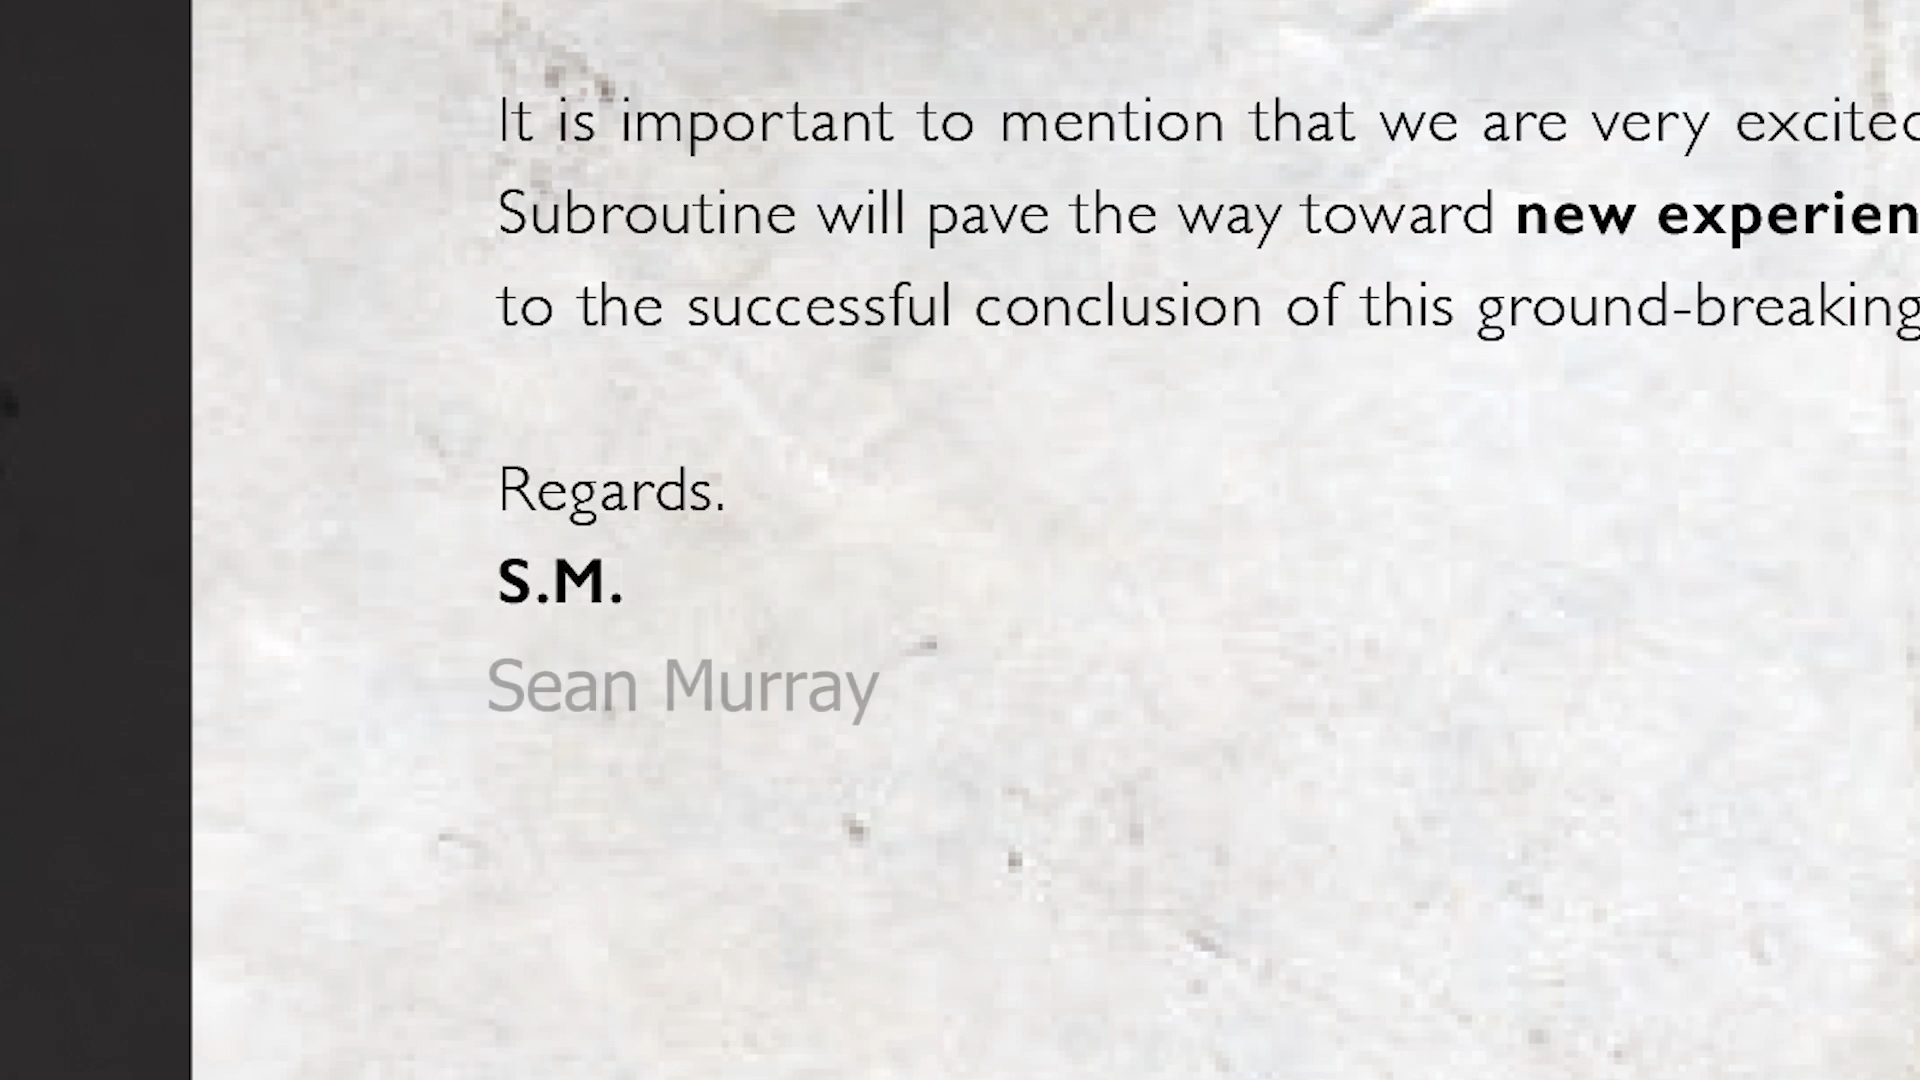 It is important to mention that we are very excited
Subroutine will pave the way toward new experien
to the successful conclusion of this ground-breaking
Regards.
S.M.
Sean Murray